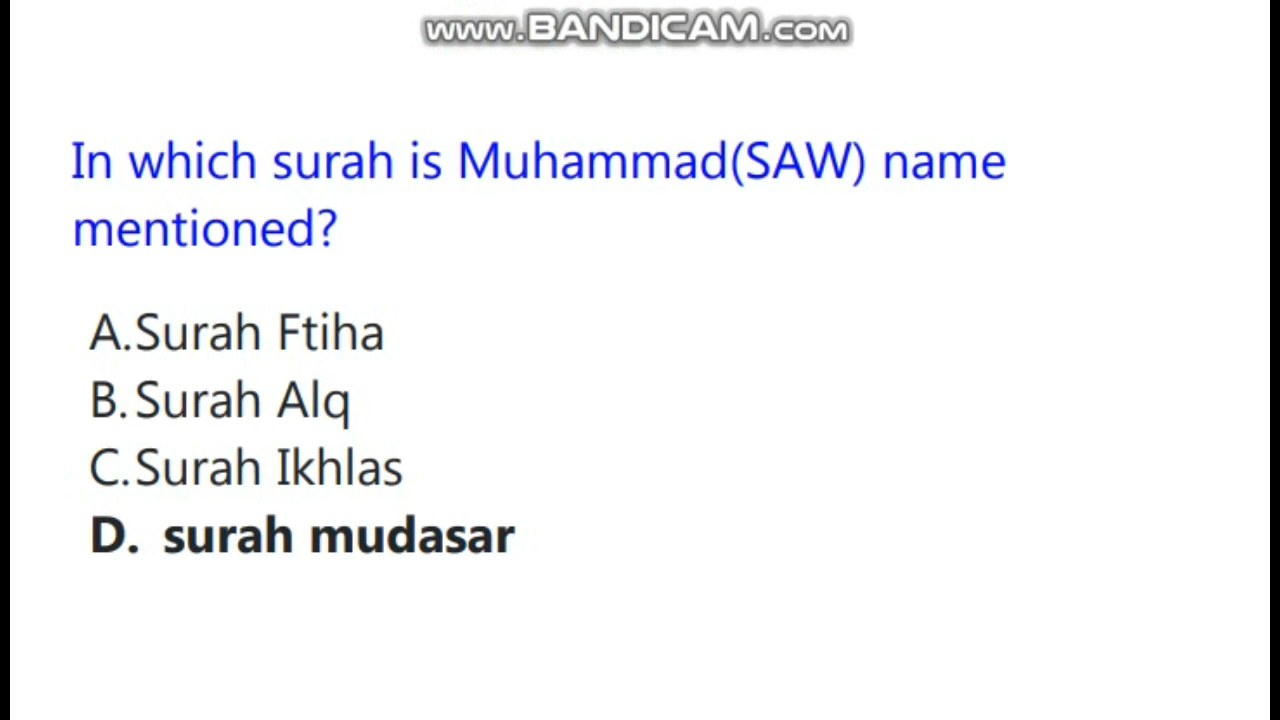 www.BANDICAM.com
In which surah is Muhammad(SAW) name
mentioned?
A.Surah Ftiha
B.Surah Alq
C.Surah Ikhlas
D. surah mudasar